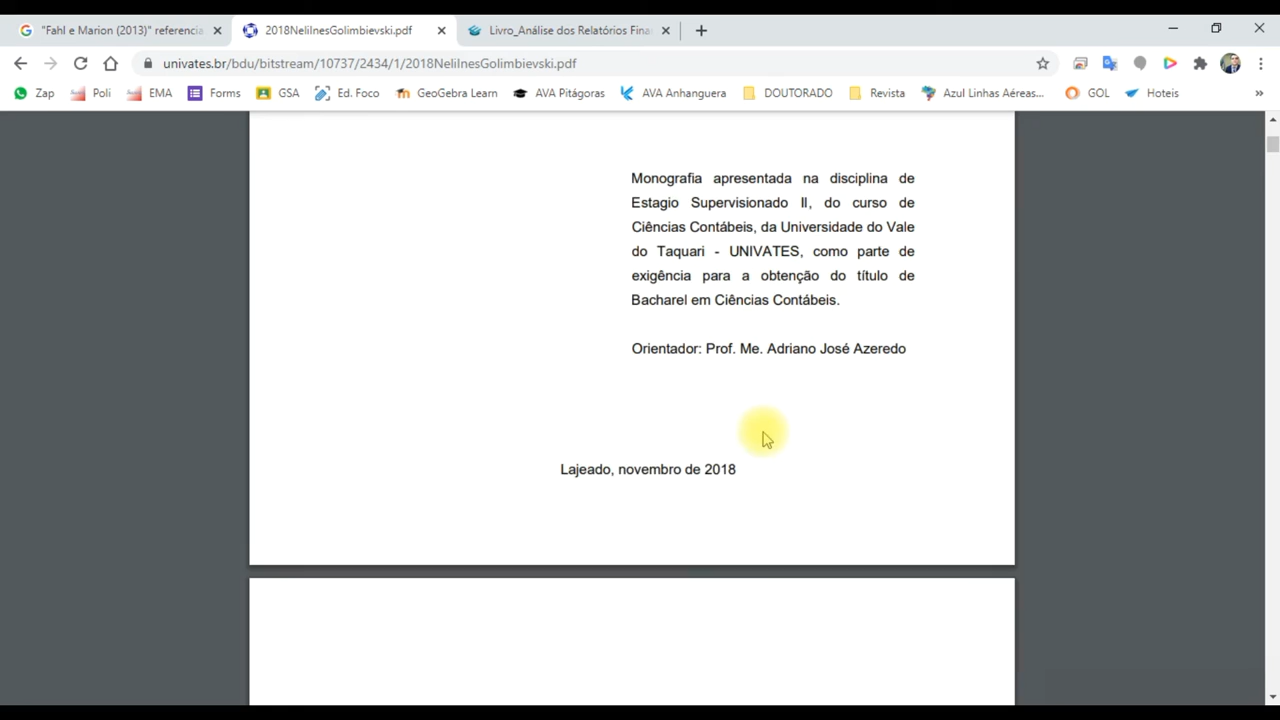 "Fahl e Marion (2013)" referencia
2018NeliInesGolimbievski.pdf
Livro_Análise dos Relatórios Fina
univates.br/bdu/bitstream/10737/2434/1/2018NeliInesGolimbievski.pdf
Zap
Poli
EMA
Forms
GSA
Ed. Foco
GeoGebra Learn
AVA Pitágoras
AVA Anhanguera
DOUTORADO
Revista
Azul Linhas Aéreas...
GOL
Hoteis
Monografia apresentada na disciplina de
Estagio Supervisionado II, do curso de
Ciências Contábeis, da Universidade do Vale
do Taquari - UNIVATES, como parte de
exigência para a obtenção do título de
Bacharel em Ciências Contábeis.
Orientador: Prof. Me. Adriano José Azeredo
Lajeado, novembro de 2018